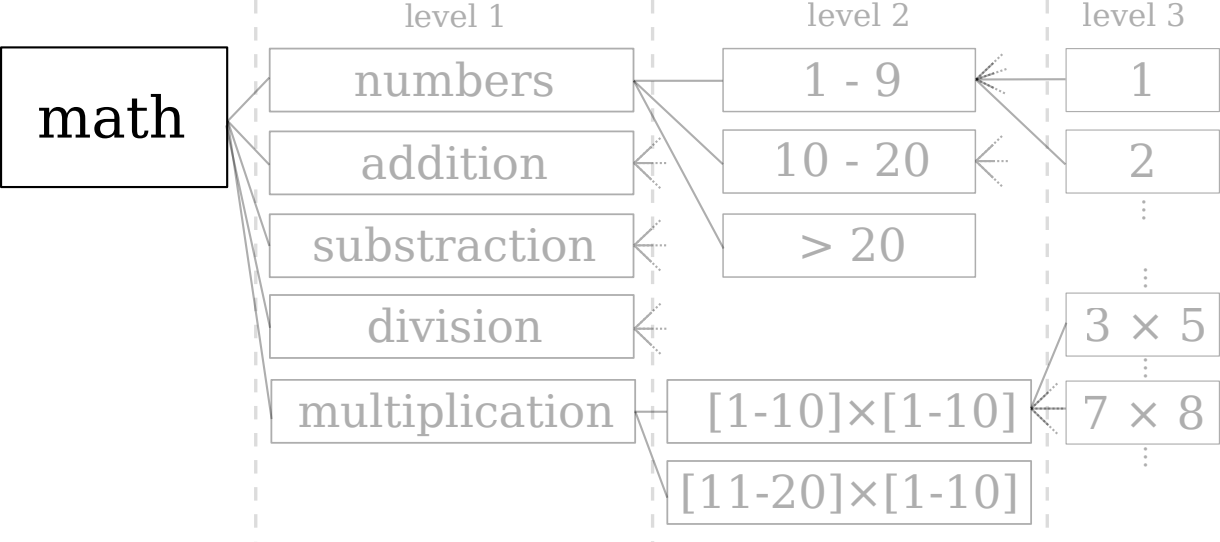 level 1
level 2
level 3
math
numbers
1 - 9
1
addition
10 - 20
2
substraction
> 20
division
3 × 5
multiplication
[1-10]×[1-10]
7 × 8
[11-20]×[1-10]